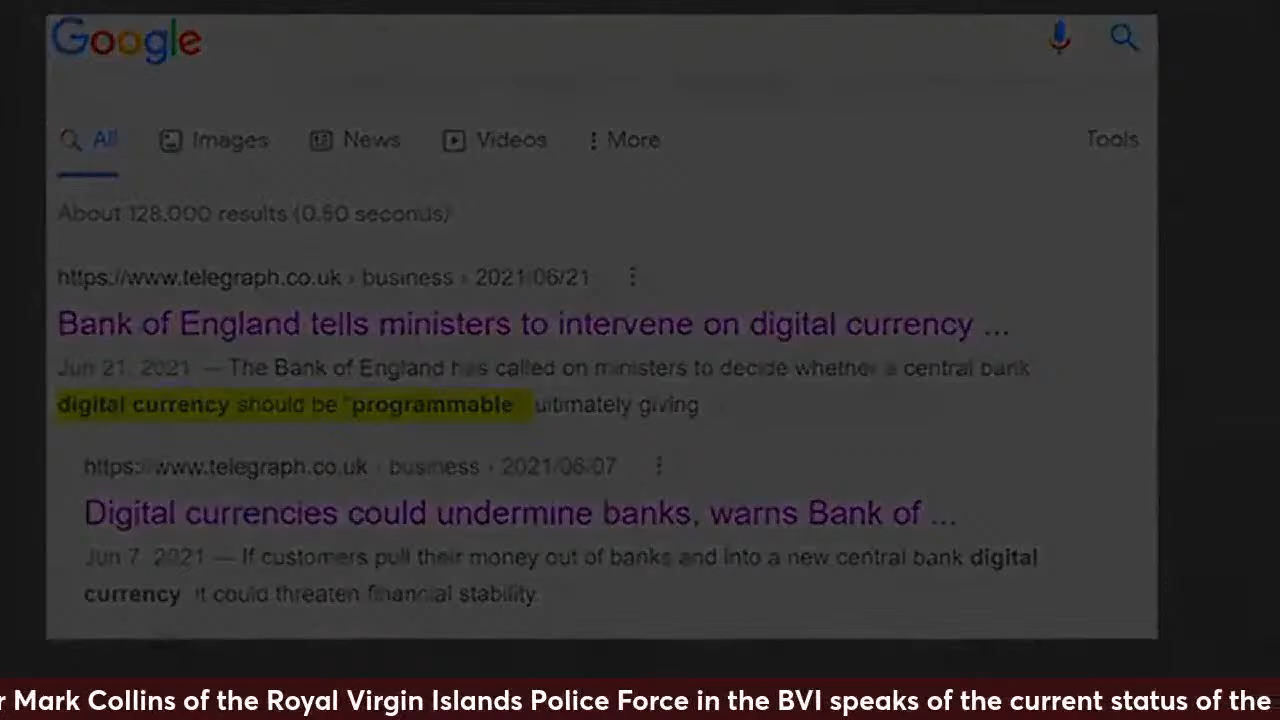 Google
All Images News Videos More Tools
About 128,000 results (0.50 seconds)
https://www.telegraph.co.uk › business › 2021/06/21
Bank of England tells ministers to intervene on digital currency ...
Jun 21, 2021 — The Bank of England has called on ministers to decide whether a central bank
digital currency should be "programmable ultimately giving
https://www.telegraph.co.uk › business › 2021/06/07
Digital currencies could undermine banks, warns Bank of ...
Jun 7, 2021 — If customers pull their money out of banks and into a new central bank digital
currency it could threaten financial stability
r Mark Collins of the Royal Virgin Islands Police Force in the BVI speaks of the current status of the